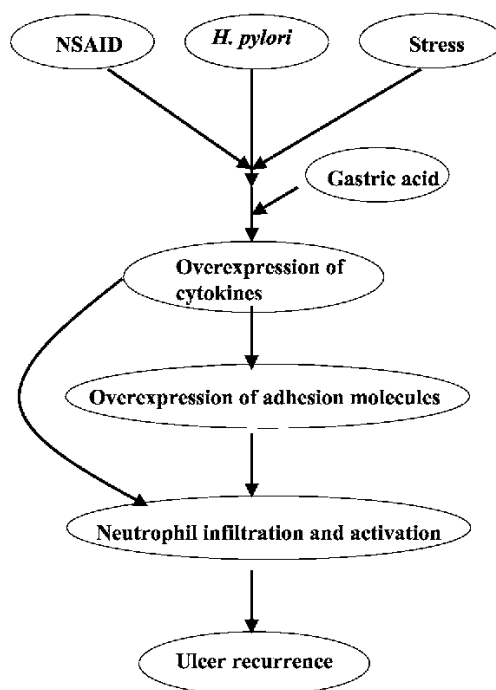 NSAID
H. pylori
Stress
Gastric acid
Overexpression of
cytokines
Overexpression of adhesion molecules
Neutrophil infiltration and activation
Ulcer recurrence